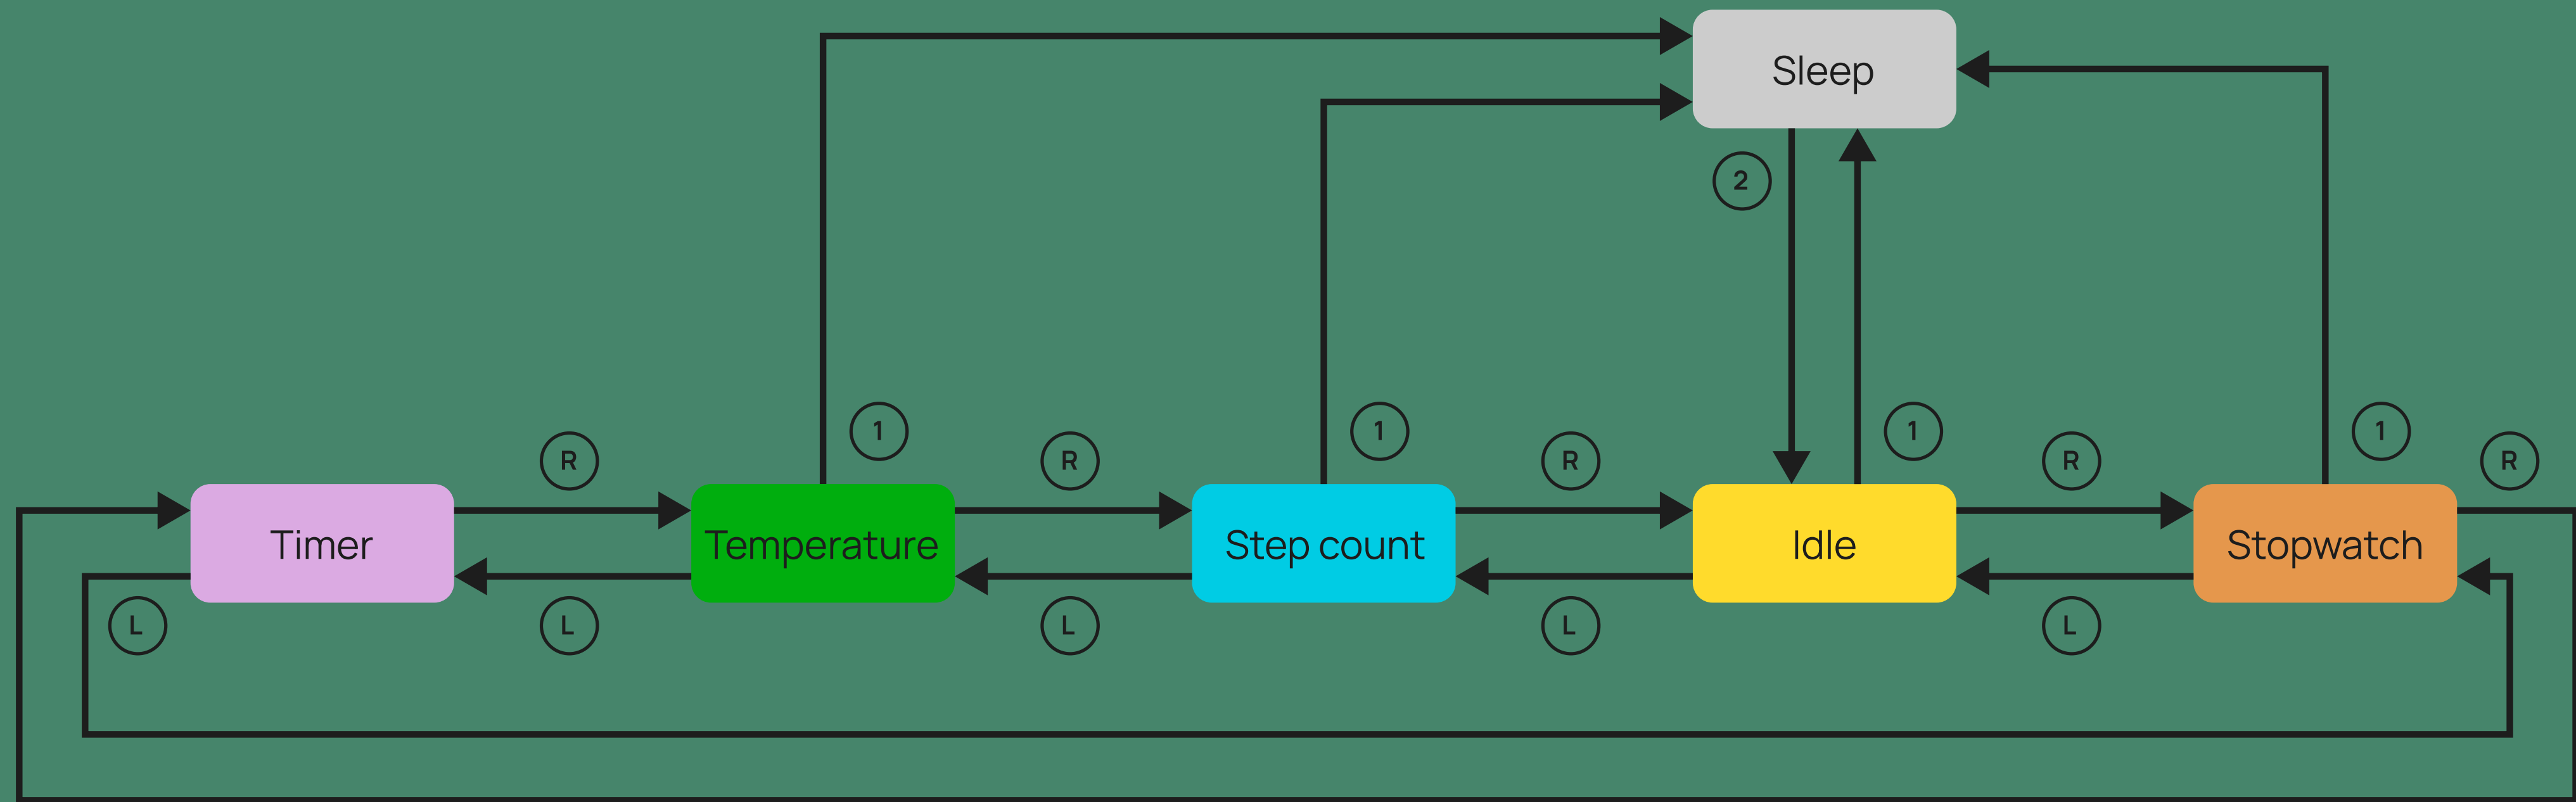 Sleep
2
1
1
1
1
R
R
R
R
R
Timer
Temperature
Step count
Idle
Stopwatch
L
L
L
L
L